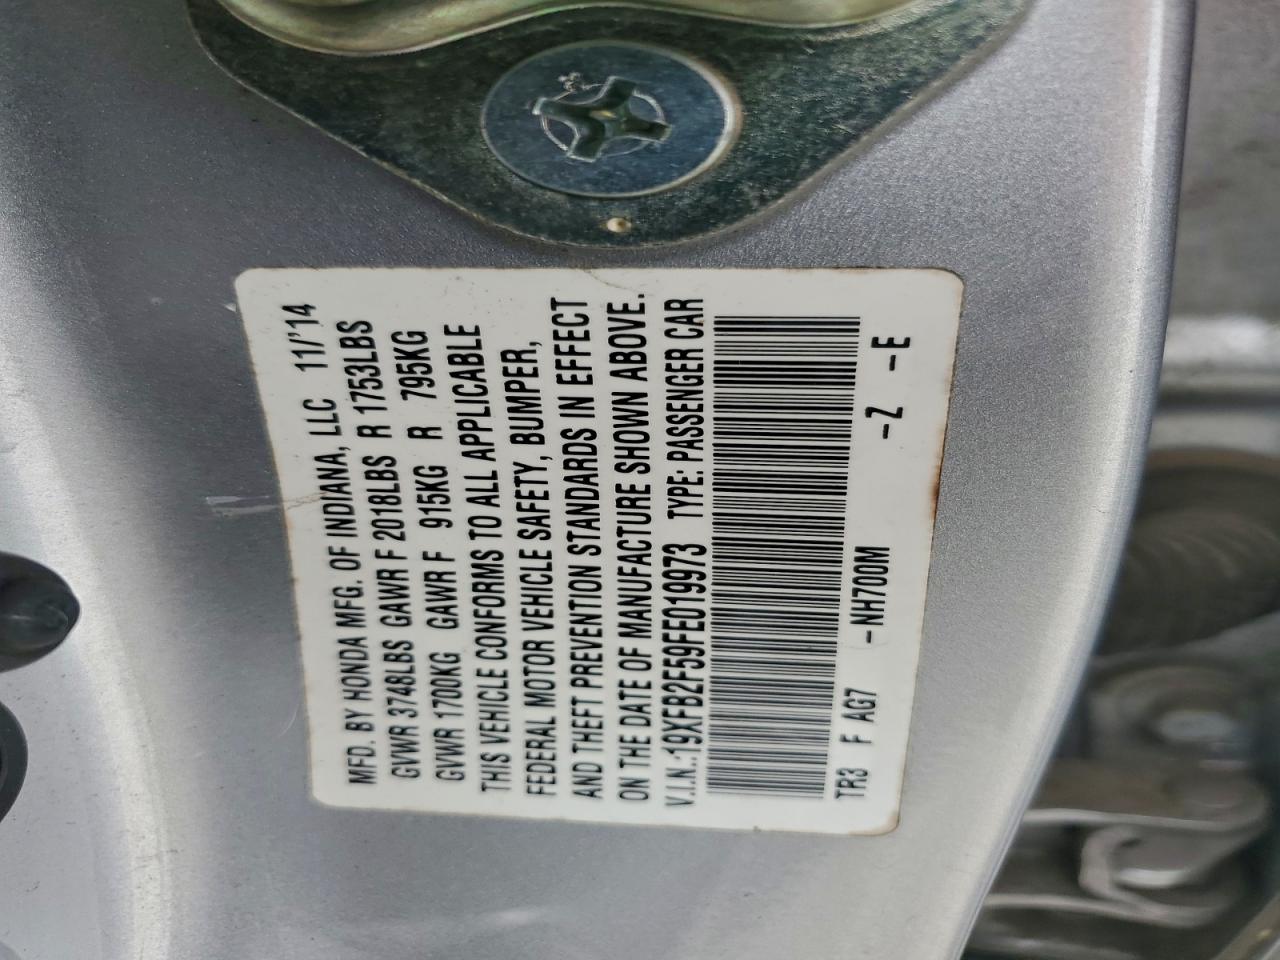 MFD. BY HONDA MFG. OF INDIANA, LLC 11/'14
GVWR 3748LBS GAWR F 2018LBS R 1753LBS
GVWR 1700KG GAWR F 915KG R 795KG
THIS VEHICLE CONFORMS TO ALL APPLICABLE
FEDERAL MOTOR VEHICLE SAFETY, BUMPER,
AND THEFT PREVENTION STANDARDS IN EFFECT
ON THE DATE OF MANUFACTURE SHOWN ABOVE.
V.I.N.:19XFB2F59FE019973 TYPE: PASSENGER CAR
TR3 F AG7 -NH700M -Z -E